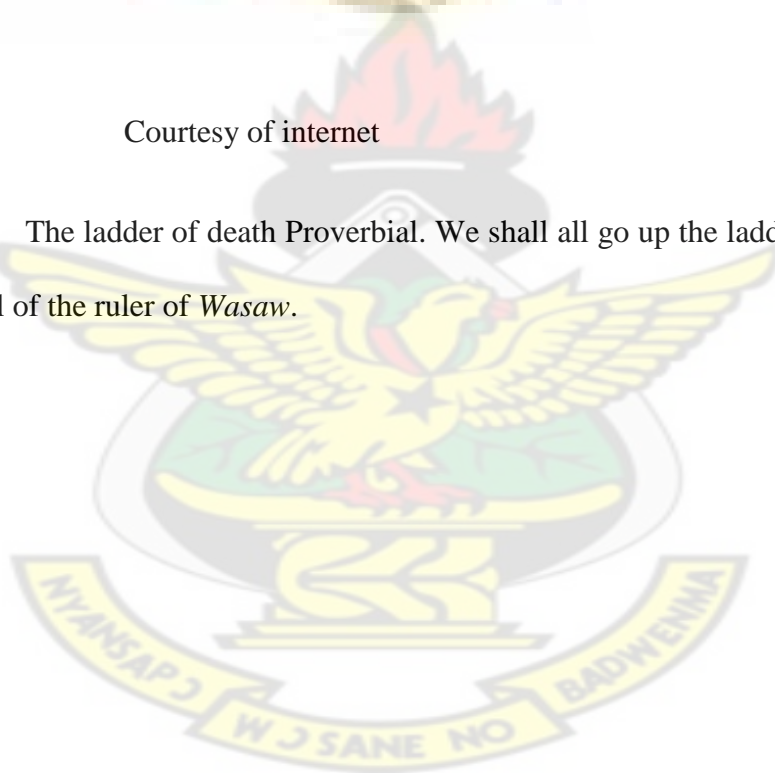 Courtesy of internet
The ladder of death Proverbial. We shall all go up the ladd
of the ruler of Wasaw.
NYANSAPƆ WƆSANE NO BADWENMA